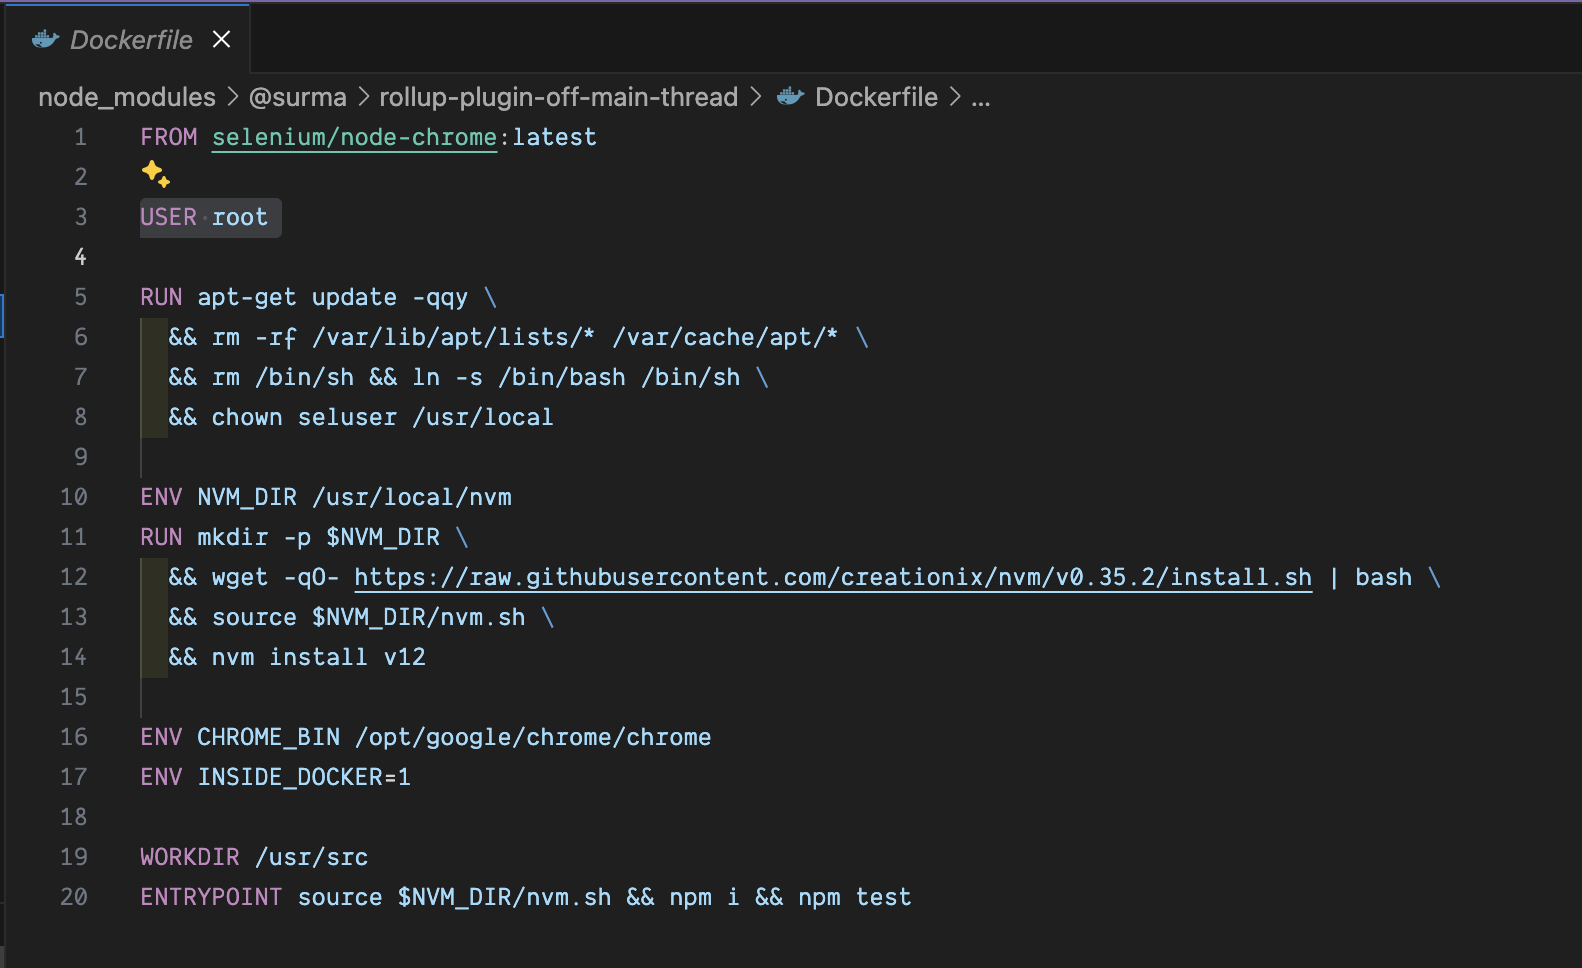 Dockerfile
node_modules > @surma > rollup-plugin-off-main-thread > Dockerfile > ...
1 FROM selenium/node-chrome:latest
2
3 USER root
4
5 RUN apt-get update -qqy \
6 && rm -rf /var/lib/apt/lists/* /var/cache/apt/* \
7 && rm /bin/sh && ln -s /bin/bash /bin/sh \
8 && chown seluser /usr/local
9
10 ENV NVM_DIR /usr/local/nvm
11 RUN mkdir -p $NVM_DIR \
12 && wget -qO- https://raw.githubusercontent.com/creationix/nvm/v0.35.2/install.sh | bash \
13 && source $NVM_DIR/nvm.sh \
14 && nvm install v12
15
16 ENV CHROME_BIN /opt/google/chrome/chrome
17 ENV INSIDE_DOCKER=1
18
19 WORKDIR /usr/src
20 ENTRYPOINT source $NVM_DIR/nvm.sh && npm i && npm test